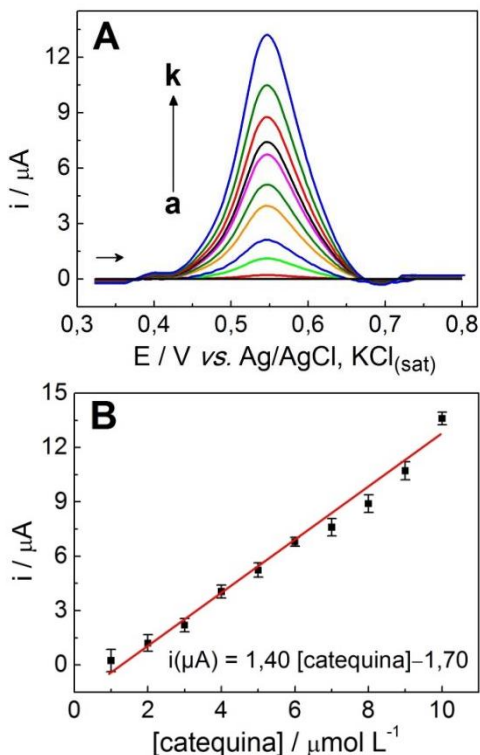 A
13
k
9
i / μA
6
a
3
0
0,3 0,4 0,5 0,6 0,7 0,8
E / V vs. Ag/AgCl, KCl(sat)
B
15
12
9
i / μA
6
3
0
i(μA) = 1,40 [catequina]–1,70
0 2 4 6 8 10
[catequina] / μmol L-1